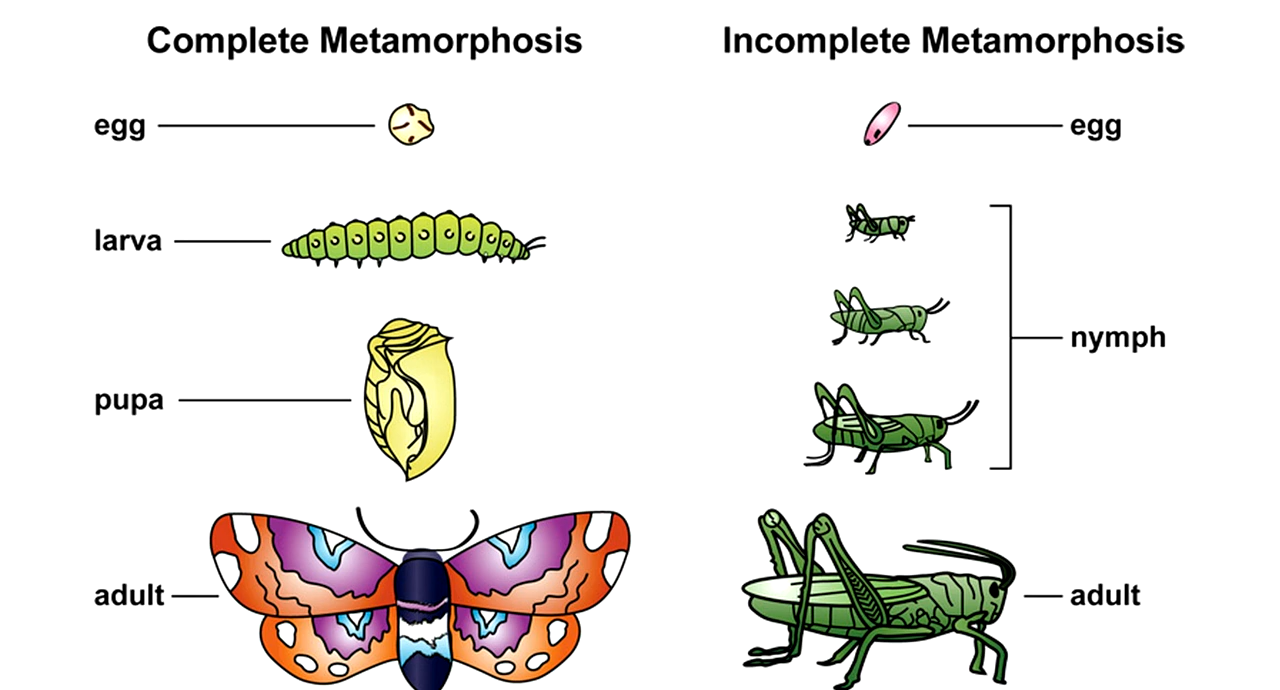 Complete Metamorphosis
egg
larva
pupa
adult
Incomplete Metamorphosis
egg
nymph
adult